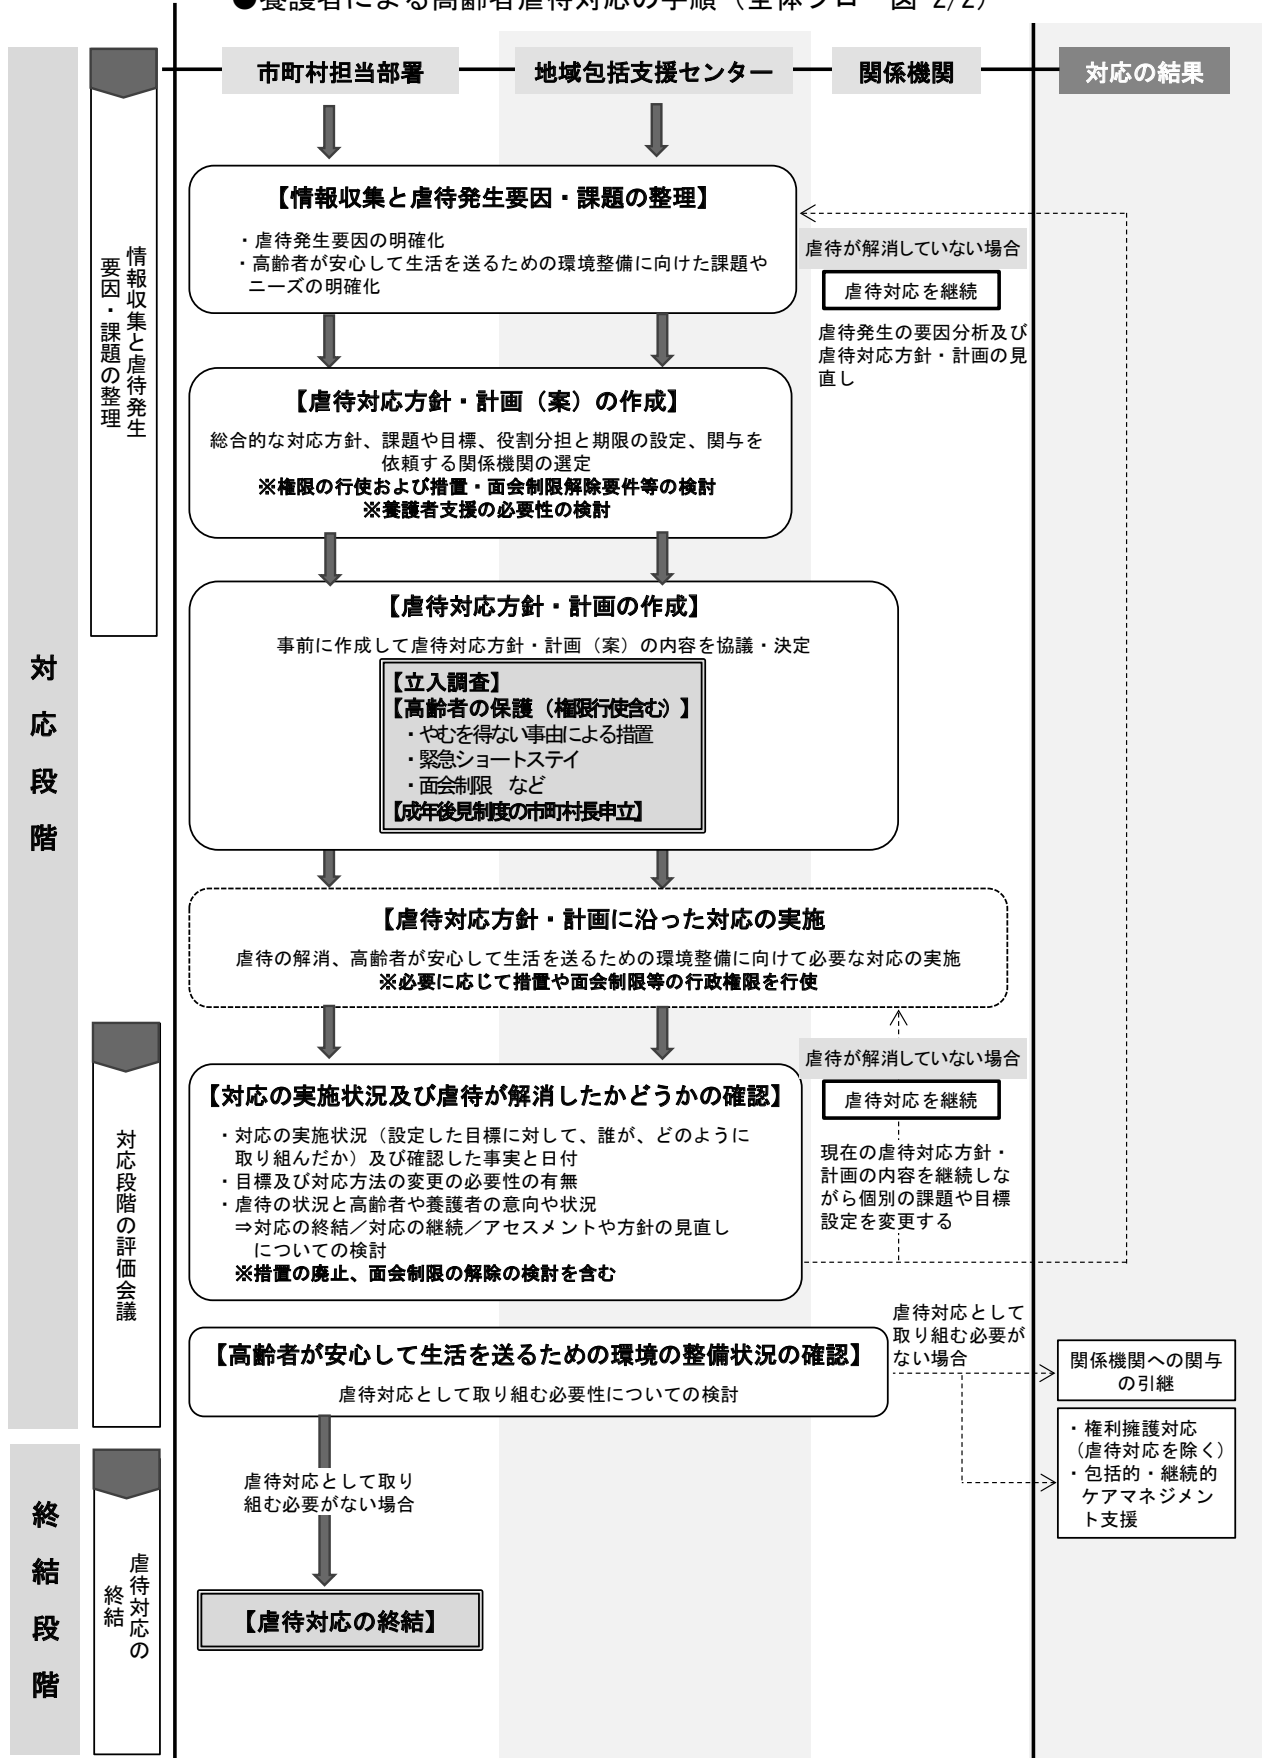 ●養護者による高齢者虐待対応の手順（全体フロー図 2/2）
市町村担当部署
地域包括支援センター
関係機関
対応の結果
対応段階
情報収集と虐待発生
要因・課題の整理
【情報収集と虐待発生要因・課題の整理】
・虐待発生要因の明確化
・高齢者が安心して生活を送るための環境整備に向けた課題や
ニーズの明確化
虐待が解消していない場合
虐待対応を継続
虐待発生の要因分析及び
虐待対応方針・計画の見
直し
【虐待対応方針・計画（案）の作成】
総合的な対応方針、課題や目標、役割分担と期限の設定、関与を
依頼する関係機関の選定
※権限の行使および措置・面会制限解除要件等の検討
※養護者支援の必要性の検討
【虐待対応方針・計画の作成】
事前に作成して虐待対応方針・計画（案）の内容を協議・決定
【立入調査】
【高齢者の保護（権限行使含む）】
・やむを得ない事由による措置
・緊急ショートステイ
・面会制限　など
【成年後見制度の市町村長申立】
【虐待対応方針・計画に沿った対応の実施
虐待の解消、高齢者が安心して生活を送るための環境整備に向けて必要な対応の実施
※必要に応じて措置や面会制限等の行政権限を行使
対応段階の評価会議
【対応の実施状況及び虐待が解消したかどうかの確認】
・対応の実施状況（設定した目標に対して、誰が、どのように
取り組んだか）及び確認した事実と日付
・目標及び対応方法の変更の必要性の有無
・虐待の状況と高齢者や養護者の意向や状況
⇒対応の終結／対応の継続／アセスメントや方針の見直し
についての検討
※措置の廃止、面会制限の解除の検討を含む
虐待が解消していない場合
虐待対応を継続
現在の虐待対応方針・
計画の内容を継続しな
がら個別の課題や目標
設定を変更する
【高齢者が安心して生活を送るための環境の整備状況の確認】
虐待対応として取り組む必要性についての検討
虐待対応として
取り組む必要が
ない場合
関係機関への関与
の引継
・権利擁護対応
（虐待対応を除く）
・包括的・継続的
ケアマネジメン
ト支援
終結段階
虐待対応の
終結
虐待対応として取り
組む必要がない場合
【虐待対応の終結】